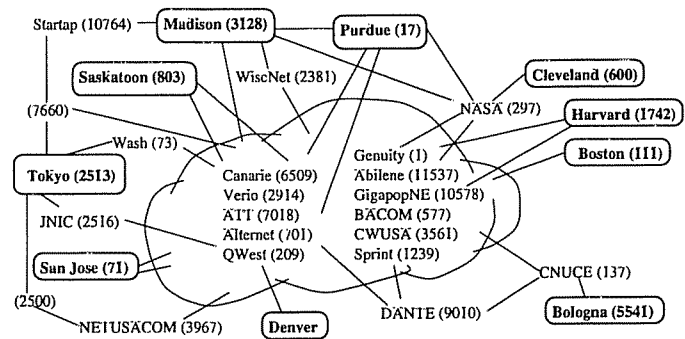 Startap (10764)
Madison (3128)
Purdue (17)
Saskatoon (803)
WiscNet (2381)
Cleveland (600)
(7660)
NASA (297)
Harvard (1742)
Wash (73)
Genuity (1)
Boston (111)
Tokyo (2513)
Canarie (6509)
Abilene (11537)
Verio (2914)
GigapopNE (10578)
JNIC (2516)
ATT (7018)
BACOM (577)
Alternet (701)
CWUSA (3561)
San Jose (71)
QWest (209)
Sprint (1239)
CNUCE (137)
(2500)
DANTE (9010)
Bologna (5541)
NETUSACOM (3967)
Denver